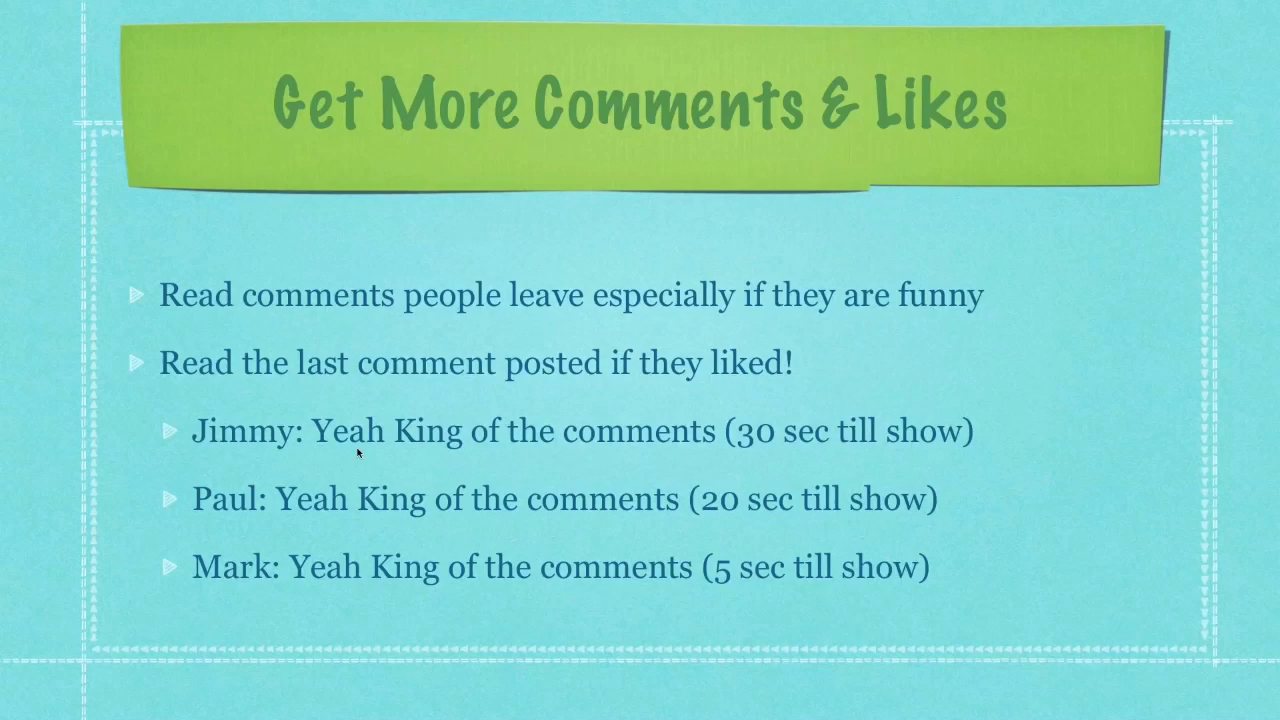 Get More Comments & Likes
Read comments people leave especially if they are funny
Read the last comment posted if they liked!
Jimmy: Yeah King of the comments (30 sec till show)
Paul: Yeah King of the comments (20 sec till show)
Mark: Yeah King of the comments (5 sec till show)